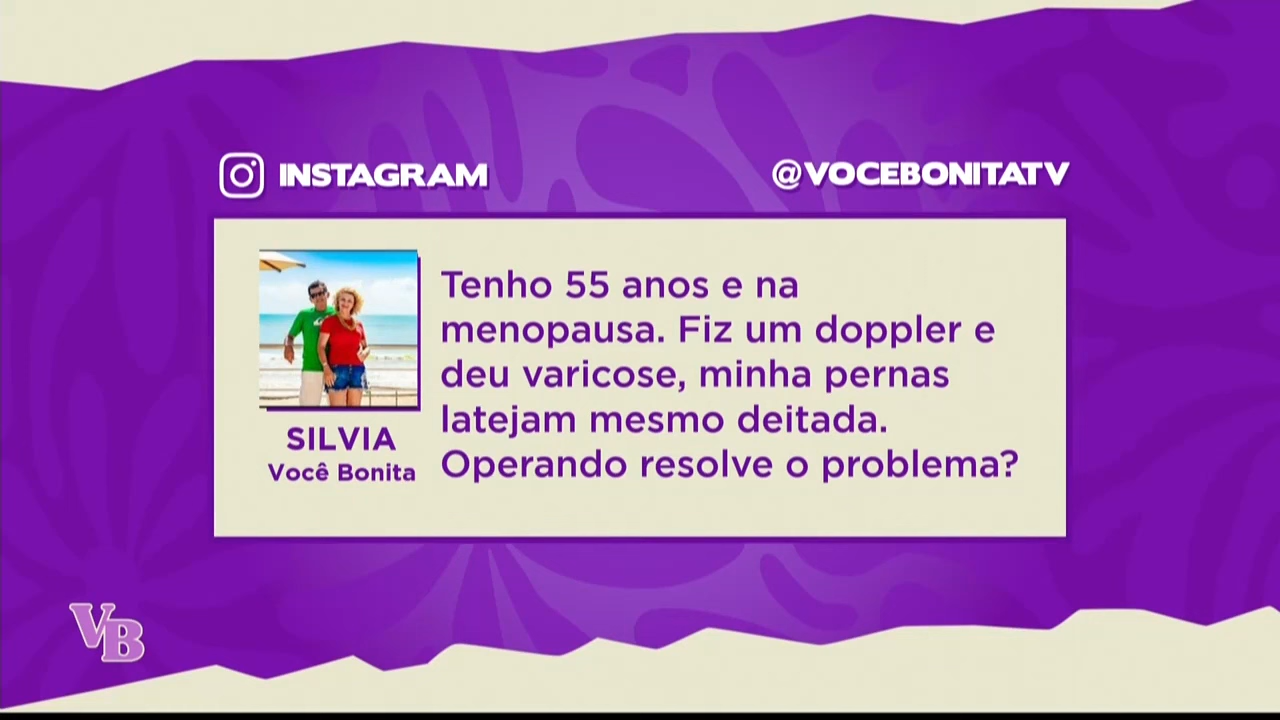 INSTAGRAM
@VOCEBONITATV
Tenho 55 anos e na
menopausa. Fiz um doppler e
deu varicose, minha pernas
latejam mesmo deitada.
Operando resolve o problema?
SILVIA
Você Bonita
VB